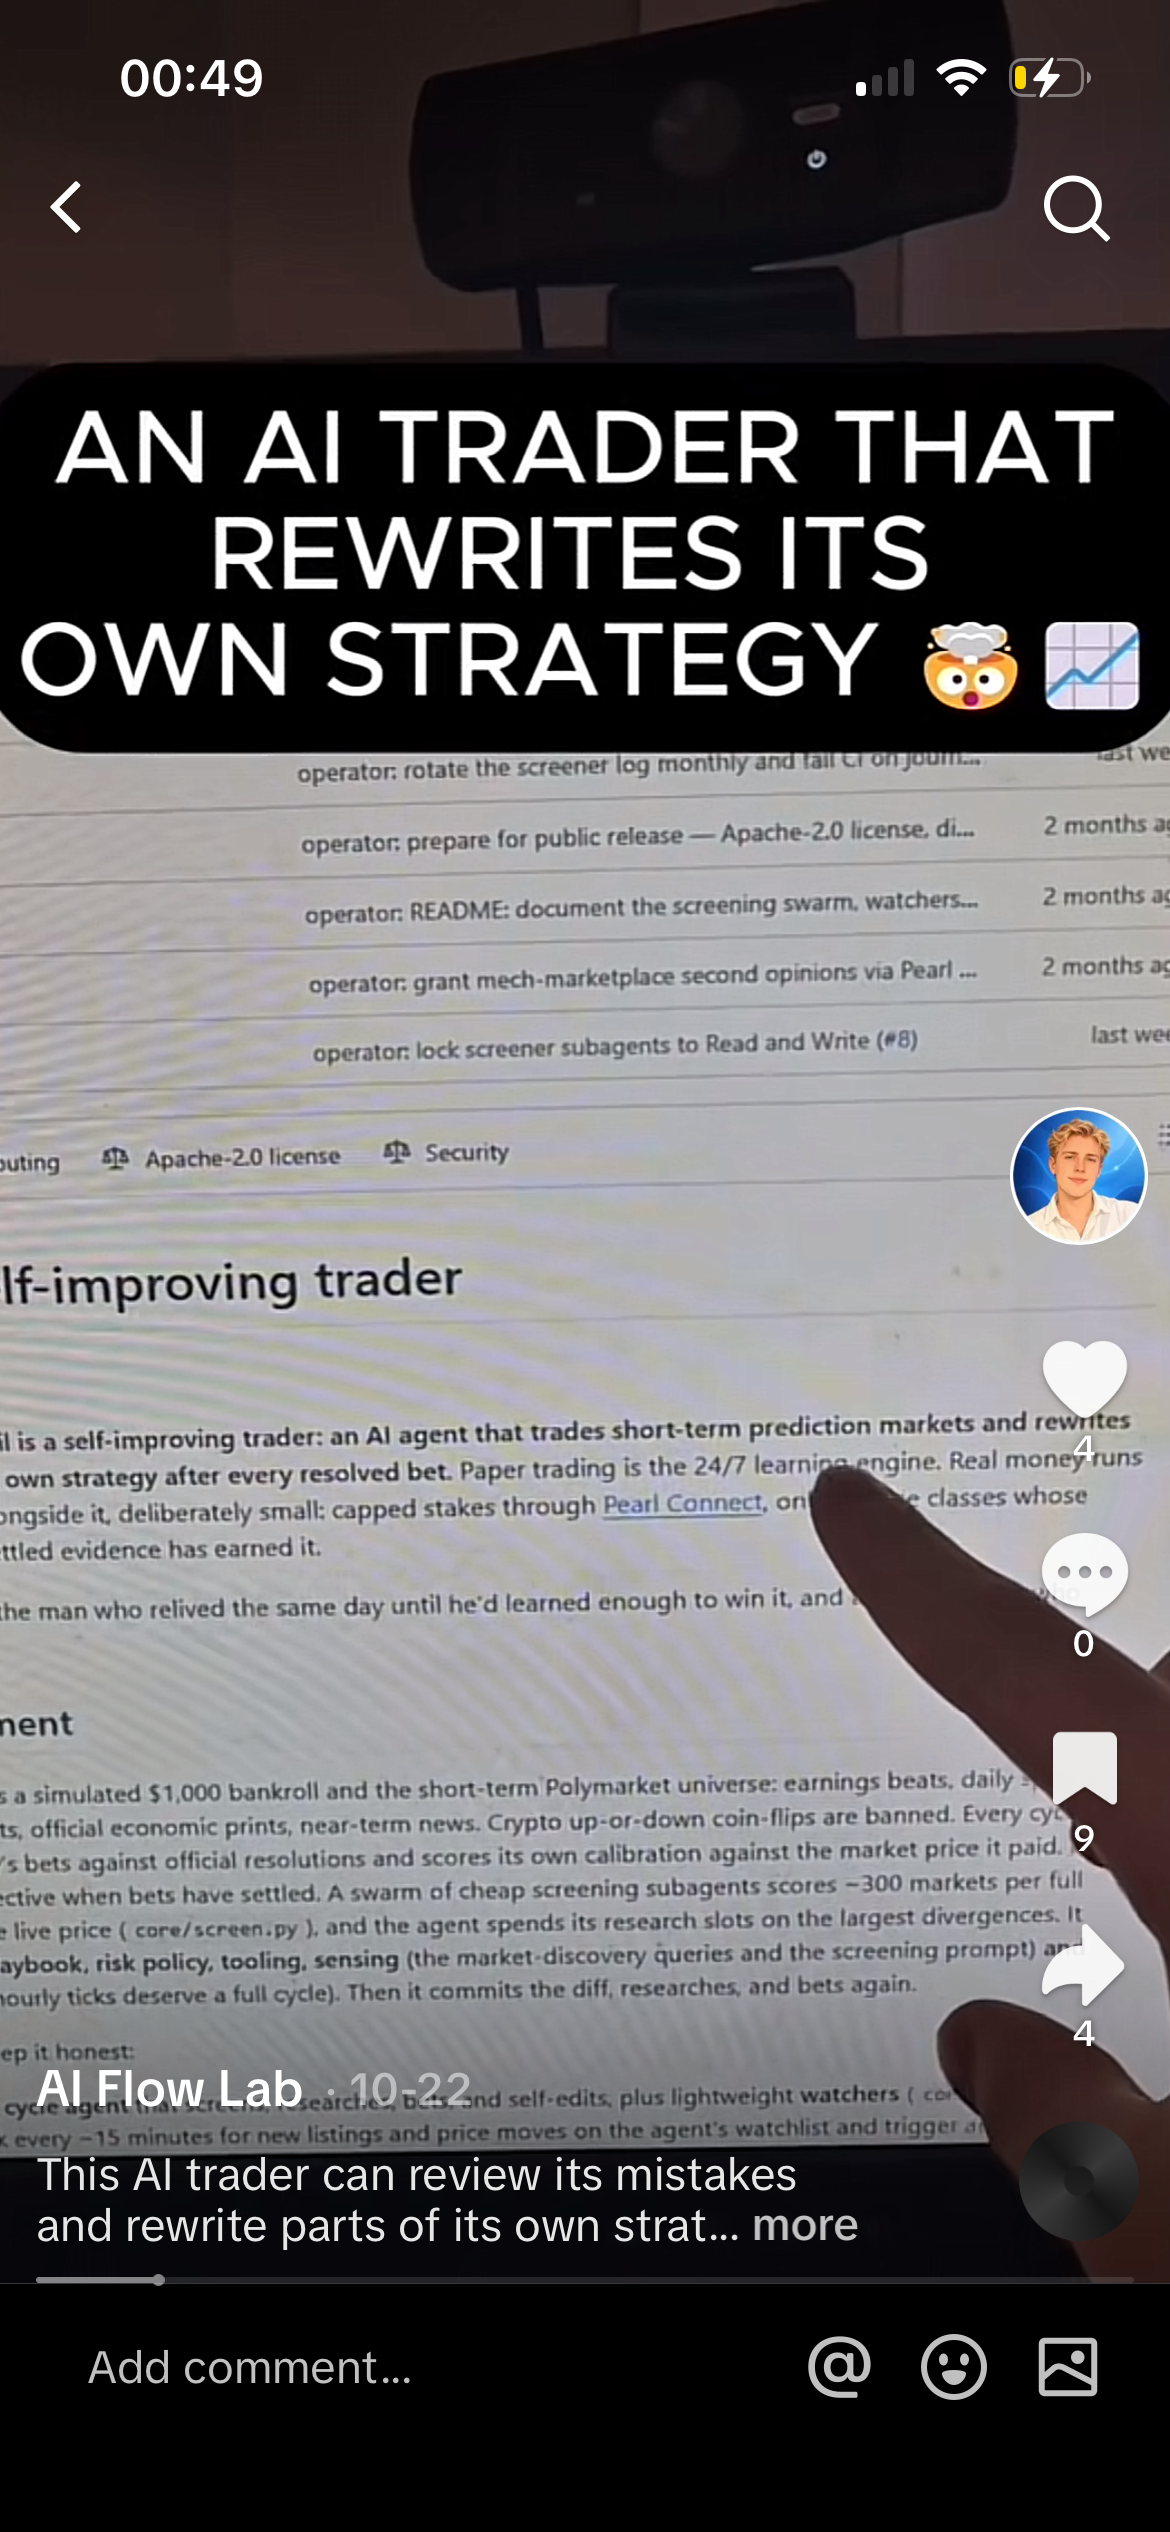 00:49
AN AI TRADER THAT
REWRITES ITS
OWN STRATEGY 🤯 📈
operator: rotate the screener log monthly and fail CI on journ...
operator: prepare for public release — Apache-2.0 license, di... 2 months ag
operator: README: document the screening swarm, watchers... 2 months ag
operator: grant mech-marketplace second opinions via Pearl ... 2 months ag
operator: lock screener subagents to Read and Write (#8) last wee
outing Apache-2.0 license Security
lf-improving trader
il is a self-improving trader: an AI agent that trades short-term prediction markets and rewrites
own strategy after every resolved bet. Paper trading is the 24/7 learning engine. Real money runs
ongside it, deliberately small: capped stakes through Pearl Connect, classes whose
ttled evidence has earned it.
the man who relived the same day until he'd learned enough to win it, and
4
0
nent
s a simulated $1,000 bankroll and the short-term Polymarket universe: earnings beats, daily
ts, official economic prints, near-term news. Crypto up-or-down coin-flips are banned. Every
's bets against official resolutions and scores its own calibration against the market price it paid.
ective when bets have settled. A swarm of cheap screening subagents scores ~300 markets per full
e live price ( core/screen.py ), and the agent spends its research slots on the largest divergences. It
aybook, risk policy, tooling, sensing (the market-discovery queries and the screening prompt) and
hourly ticks deserve a full cycle). Then it commits the diff, researches, and bets again.
9
4
ep it honest:
AI Flow Lab · 10-22
cycle agent and self-edits, plus lightweight watchers (
k every ~15 minutes for new listings and price moves on the agent's watchlist and trigger
This AI trader can review its mistakes
and rewrite parts of its own strat... more
Add comment...